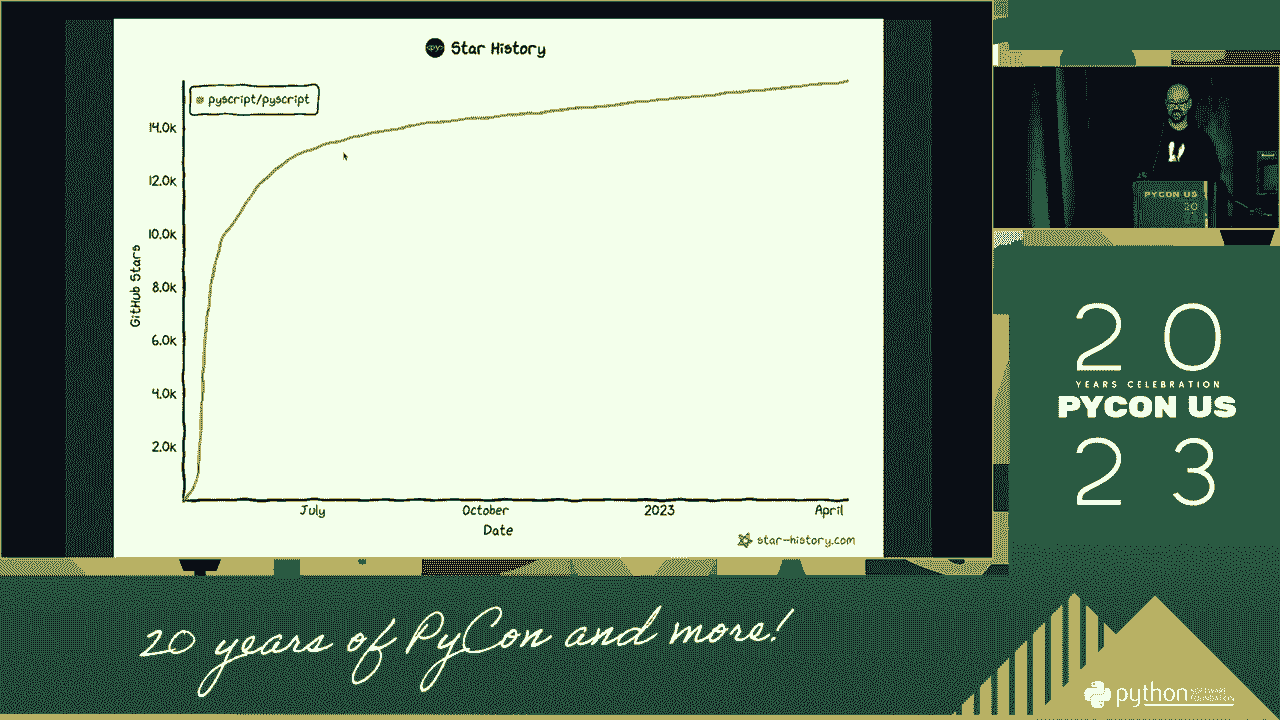 Star History
pyscript/pyscript
14.0k
12.0k
10.0k
8.0k
6.0k
4.0k
2.0k
GitHub Stars
July October 2023 April
Date
star-history.com
PYCON US
20
20
YEARS CELEBRATION
PYCON US
23
20 years of PyCon and more!
python
SOFTWARE
FOUNDATION